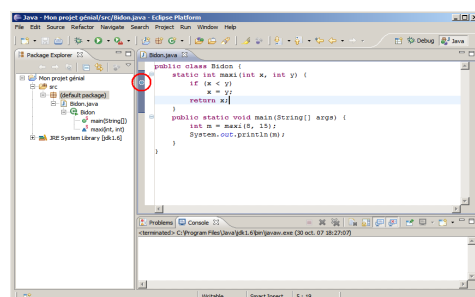 Java - Mon projet génial/src/Bidon.java - Eclipse Platform
File Edit Source Refactor Navigate Search Project Run Window Help
Debug Java
Package Explorer
Mon projet génial
src
(default package)
Bidon.java
Bidon
main(String[])
maxi(int, int)
JRE System Library [jdk1.6]
Bidon.java
public class Bidon {
static int maxi(int x, int y) {
if (x < y)
x = y;
return x;
}
public static void main(String[] args) {
int m = maxi(8, 15);
System.out.println(m);
}
}
Problems Console
<terminated> C:\Program Files\Java\jdk1.6\bin\javaw.exe (30 oct. 07 18:27:07)
Writable Smart Insert 5 : 18